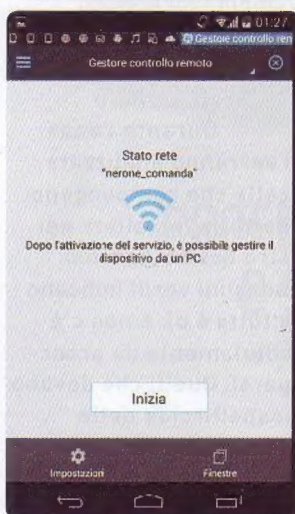 01:27
Gestore controllo rem
Gestore controllo remoto
Stato rete
"nerone_comanda"
Dopo l'attivazione del servizio, è possibile gestire il
dispositivo da un PC
Inizia
Impostazioni
Finestre